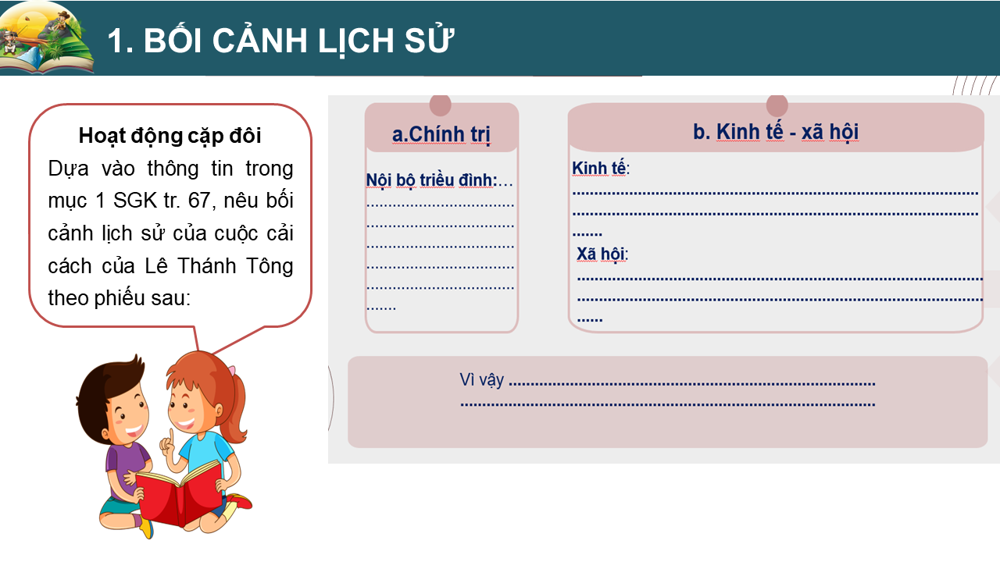 1. BỐI CẢNH LỊCH SỬ
Hoạt động cặp đôi
Dựa vào thông tin trong
mục 1 SGK tr. 67, nêu bối
cảnh lịch sử của cuộc cải
cách của Lê Thánh Tông
theo phiếu sau:
a.Chính trị
Nội bộ triều đình:...
..................................
..................................
..................................
..................................
..................................
.......
b. Kinh tế - xã hội
Kinh tế:
.............................................................................................
.............................................................................................
.......
Xã hội:
.............................................................................................
.............................................................................................
......
Vì vậy ....................................................................................
...............................................................................................